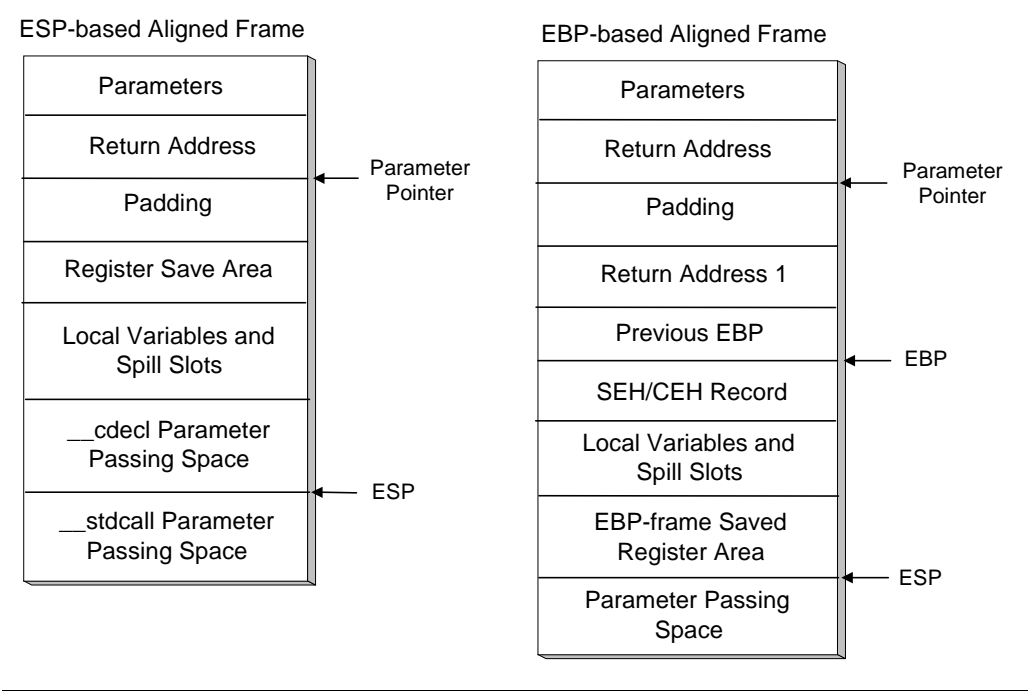 ESP-based Aligned Frame
Parameters
Return Address
Parameter
Pointer
Padding
Register Save Area
Local Variables and
Spill Slots
__cdecl Parameter
Passing Space
ESP
__stdcall Parameter
Passing Space
EBP-based Aligned Frame
Parameters
Return Address
Parameter
Pointer
Padding
Return Address 1
Previous EBP
EBP
SEH/CEH Record
Local Variables and
Spill Slots
EBP-frame Saved
Register Area
ESP
Parameter Passing
Space